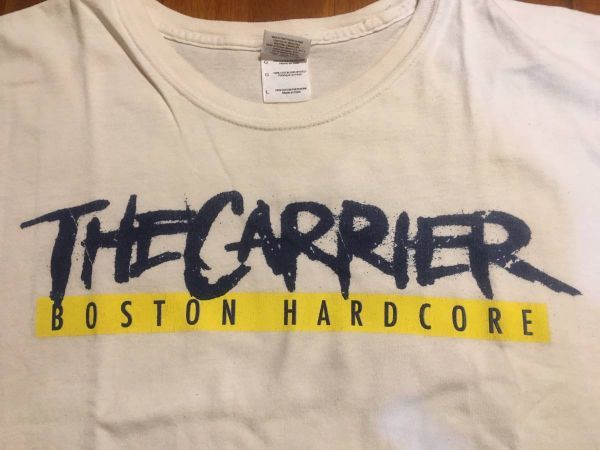 THE CARRIER
BOSTON HARDCORE
G
L